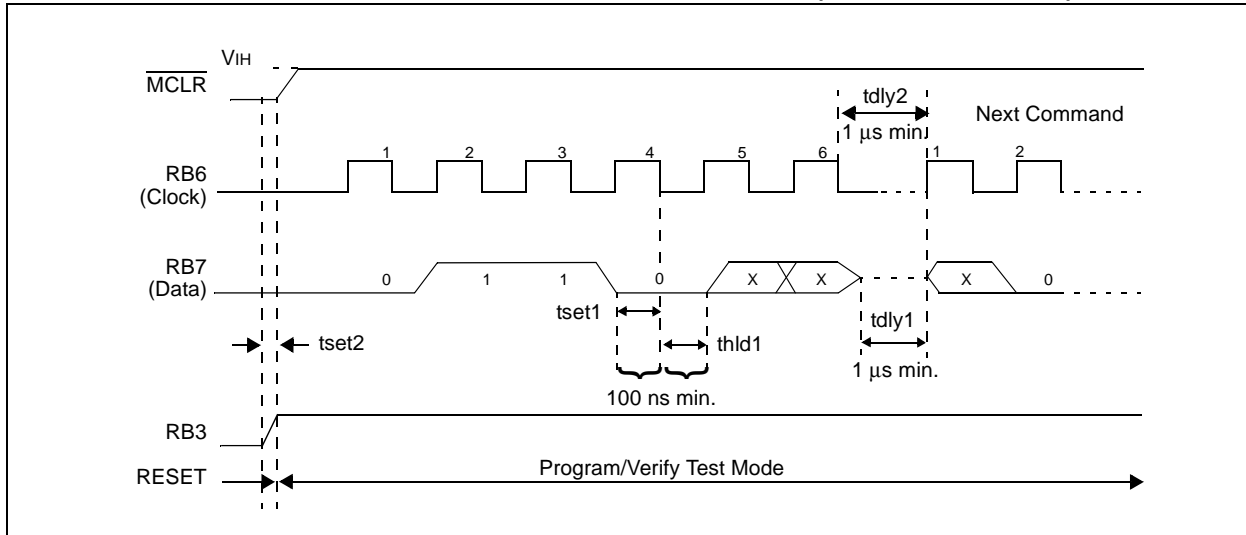 VIH
MCLR
tdly2
Next Command
1 µs min.
1 2 3 4 5 6 1 2
RB6
(Clock)
RB7
(Data)
0 1 1 0 X X X 0
tset1
tset2
thld1
tdly1
1 µs min.
100 ns min.
RB3
Program/Verify Test Mode
RESET